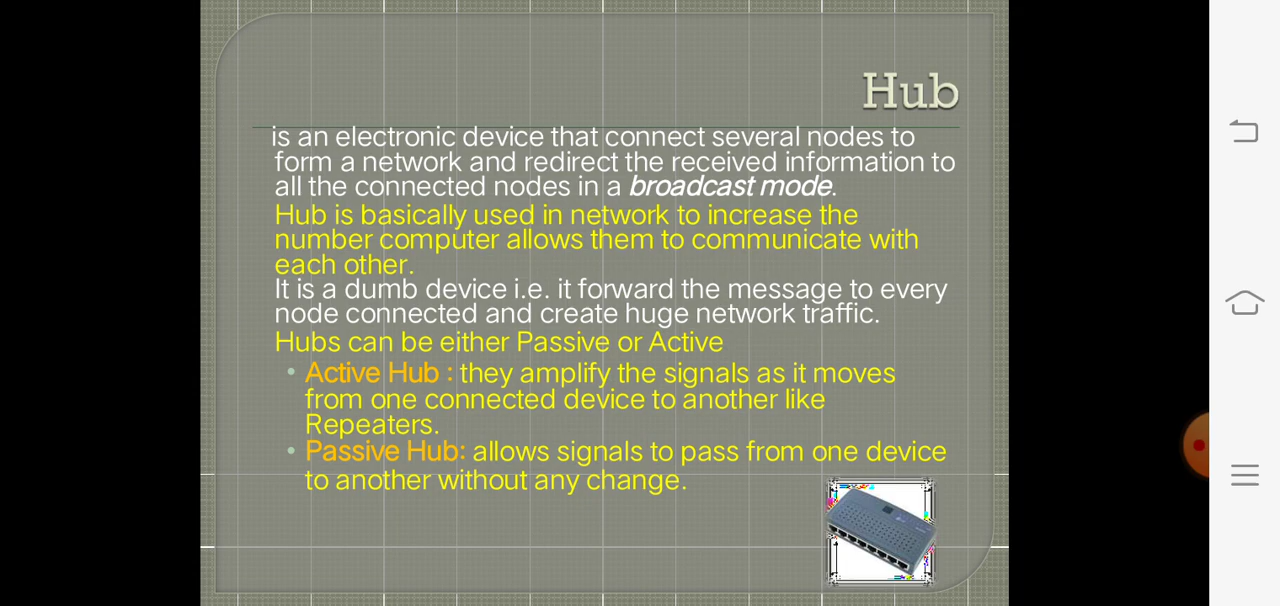 Hub
is an electronic device that connect several nodes to
form a network and redirect the received information to
all the connected nodes in a broadcast mode.
Hub is basically used in network to increase the
number computer allows them to communicate with
each other.
It is a dumb device i.e. it forward the message to every
node connected and create huge network traffic.
Hubs can be either Passive or Active
• Active Hub : they amplify the signals as it moves
from one connected device to another like
Repeaters.
• Passive Hub: allows signals to pass from one device
to another without any change.